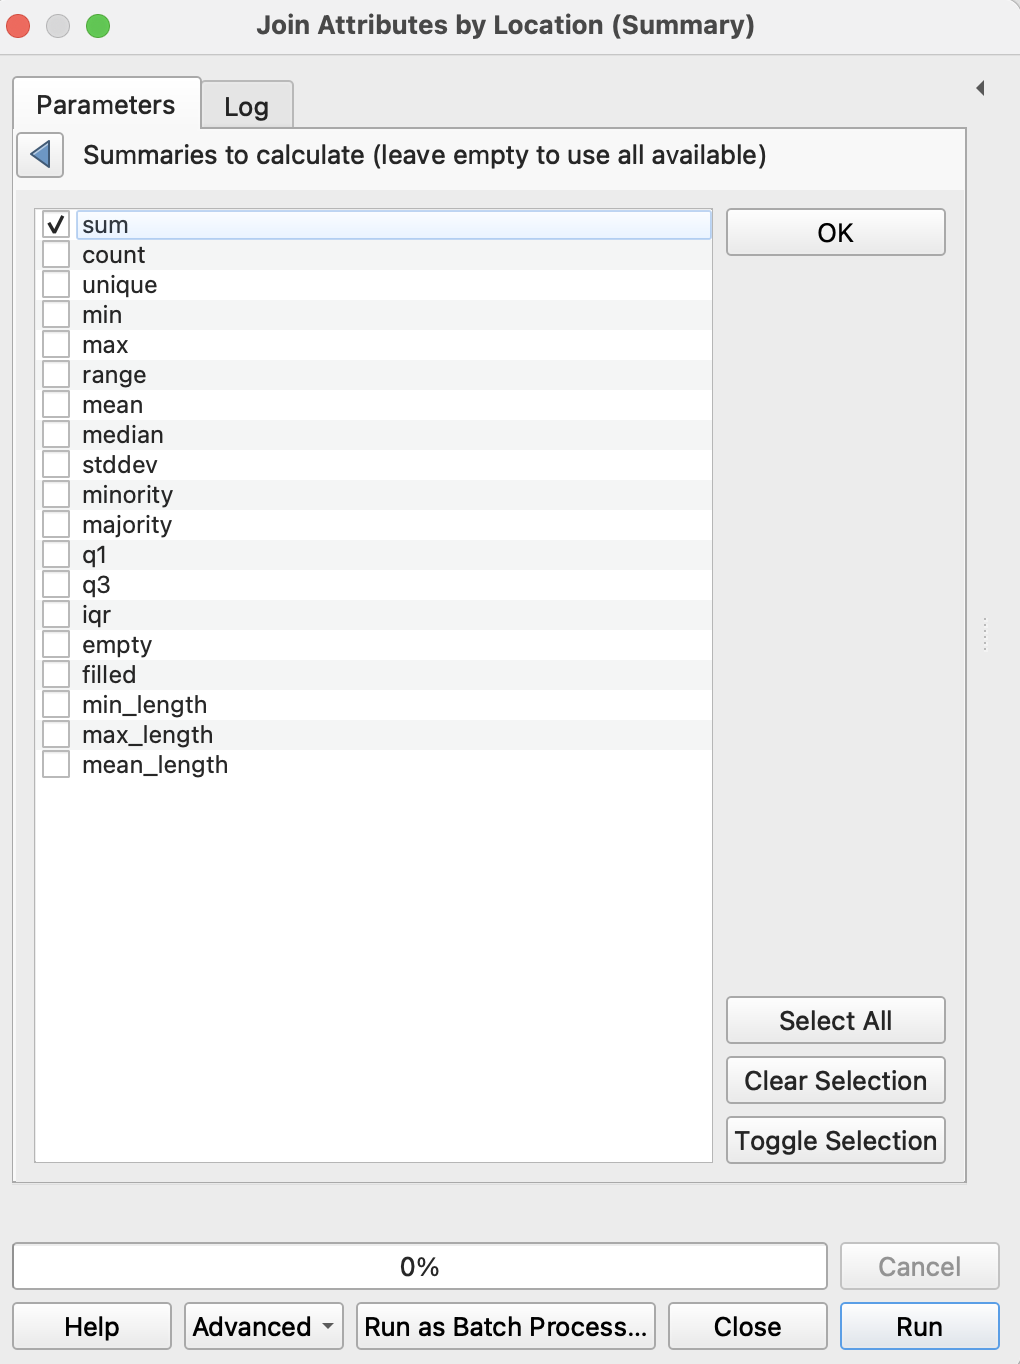 Join Attributes by Location (Summary)
Parameters
Log
Summaries to calculate (leave empty to use all available)
sum
count
unique
min
max
range
mean
median
stddev
minority
majority
q1
q3
iqr
empty
filled
min_length
max_length
mean_length
OK
Select All
Clear Selection
Toggle Selection
0%
Cancel
Help
Advanced
Run as Batch Process...
Close
Run